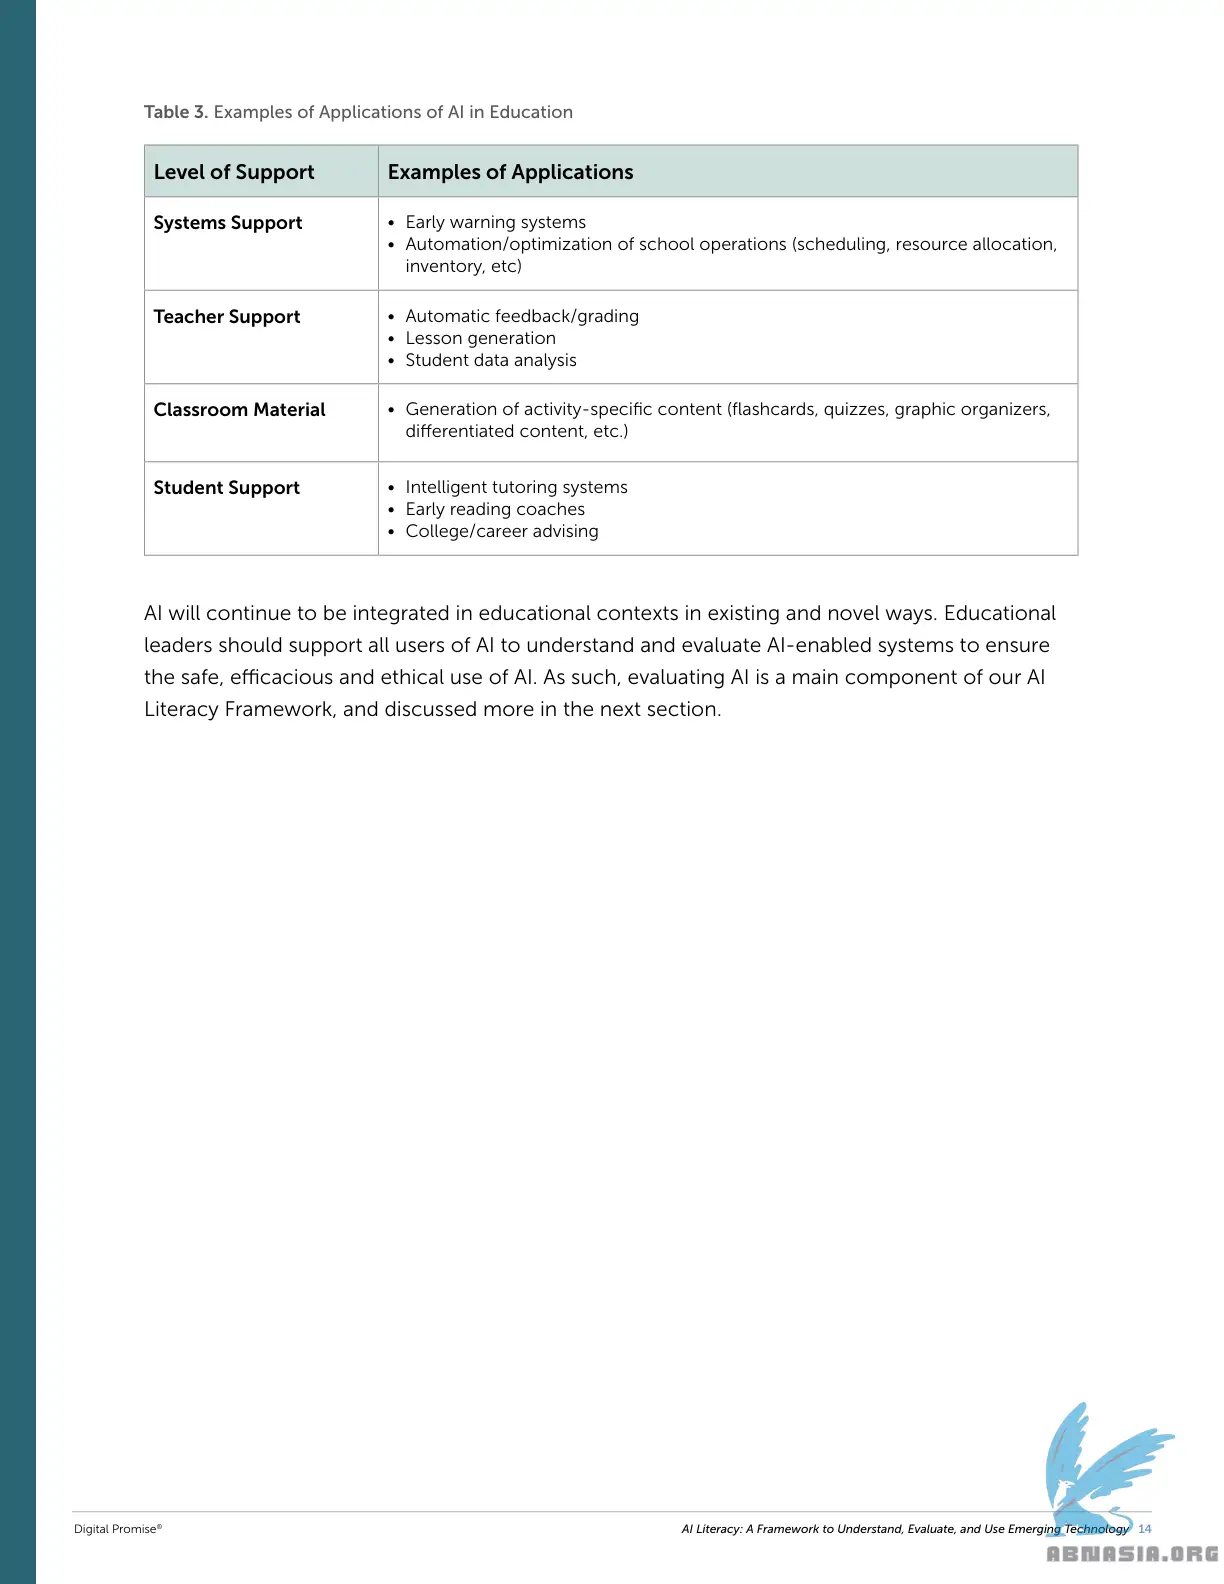 Table 3. Examples of Applications of AI in Education
Level of Support
Examples of Applications
Systems Support
• Early warning systems
• Automation/optimization of school operations (scheduling, resource allocation,
inventory, etc)
Teacher Support
• Automatic feedback/grading
• Lesson generation
• Student data analysis
Classroom Material
• Generation of activity-specific content (flashcards, quizzes, graphic organizers,
differentiated content, etc.)
Student Support
• Intelligent tutoring systems
• Early reading coaches
• College/career advising
AI will continue to be integrated in educational contexts in existing and novel ways. Educational
leaders should support all users of AI to understand and evaluate AI-enabled systems to ensure
the safe, efficacious and ethical use of AI. As such, evaluating AI is a main component of our AI
Literacy Framework, and discussed more in the next section.
Digital Promise®
AI Literacy: A Framework to Understand, Evaluate, and Use Emerging Technology 14
ABNASIA.ORG